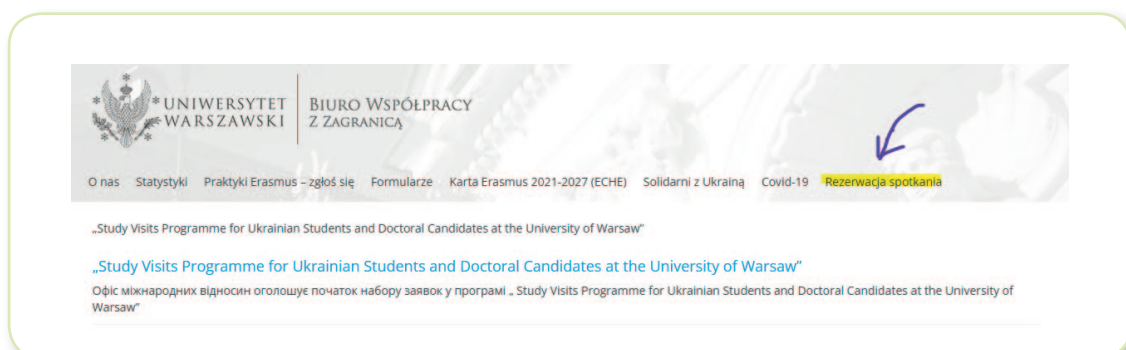 UNIWERSYTET
WARSZAWSKI
BIURO WSPÓŁPRACY
Z ZAGRANICĄ
O nas Statystyki Praktyki Erasmus – zgłoś się Formularze Karta Erasmus 2021-2027 (ECHE) Solidarni z Ukrainą Covid-19 Rezerwacja spotkania
„Study Visits Programme for Ukrainian Students and Doctoral Candidates at the University of Warsaw”
„Study Visits Programme for Ukrainian Students and Doctoral Candidates at the University of Warsaw”
Офіс міжнародних відносин оголошує початок набору заявок у програмі „ Study Visits Programme for Ukrainian Students and Doctoral Candidates at the University of
Warsaw”